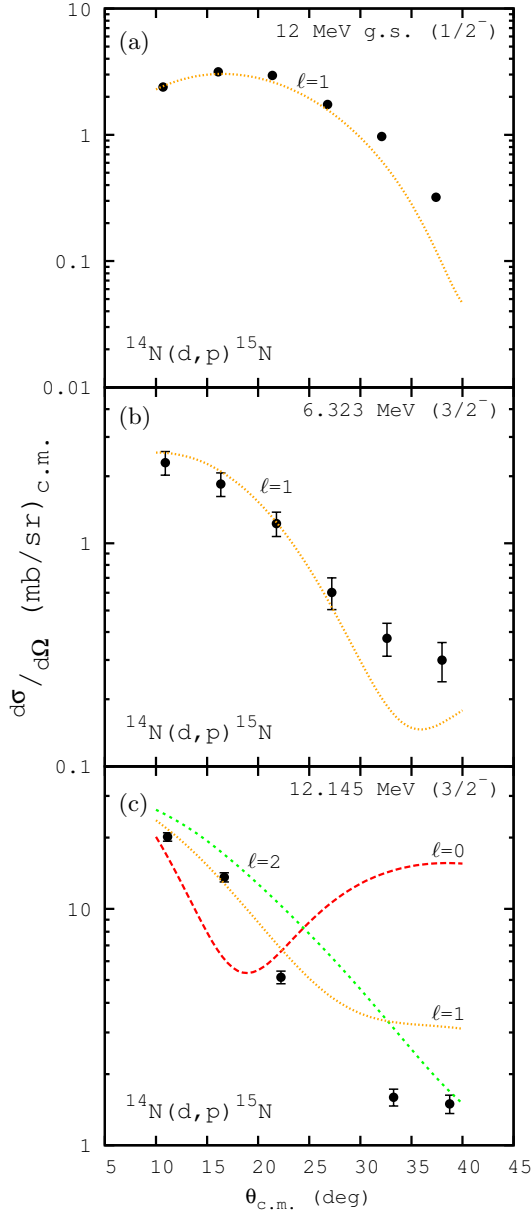 10
(a)
12 MeV g.s. (1/2⁻)
ℓ=1
1
0.1
¹⁴N(d,p)¹⁵N
0.01
(b)
6.323 MeV (3/2⁻)
ℓ=1
1
dσ/dΩ (mb/sr)c.m.
¹⁴N(d,p)¹⁵N
0.1
(c)
12.145 MeV (3/2⁻)
ℓ=2
ℓ=0
10
ℓ=1
¹⁴N(d,p)¹⁵N
1
5 10 15 20 25 30 35 40 45
θc.m. (deg)